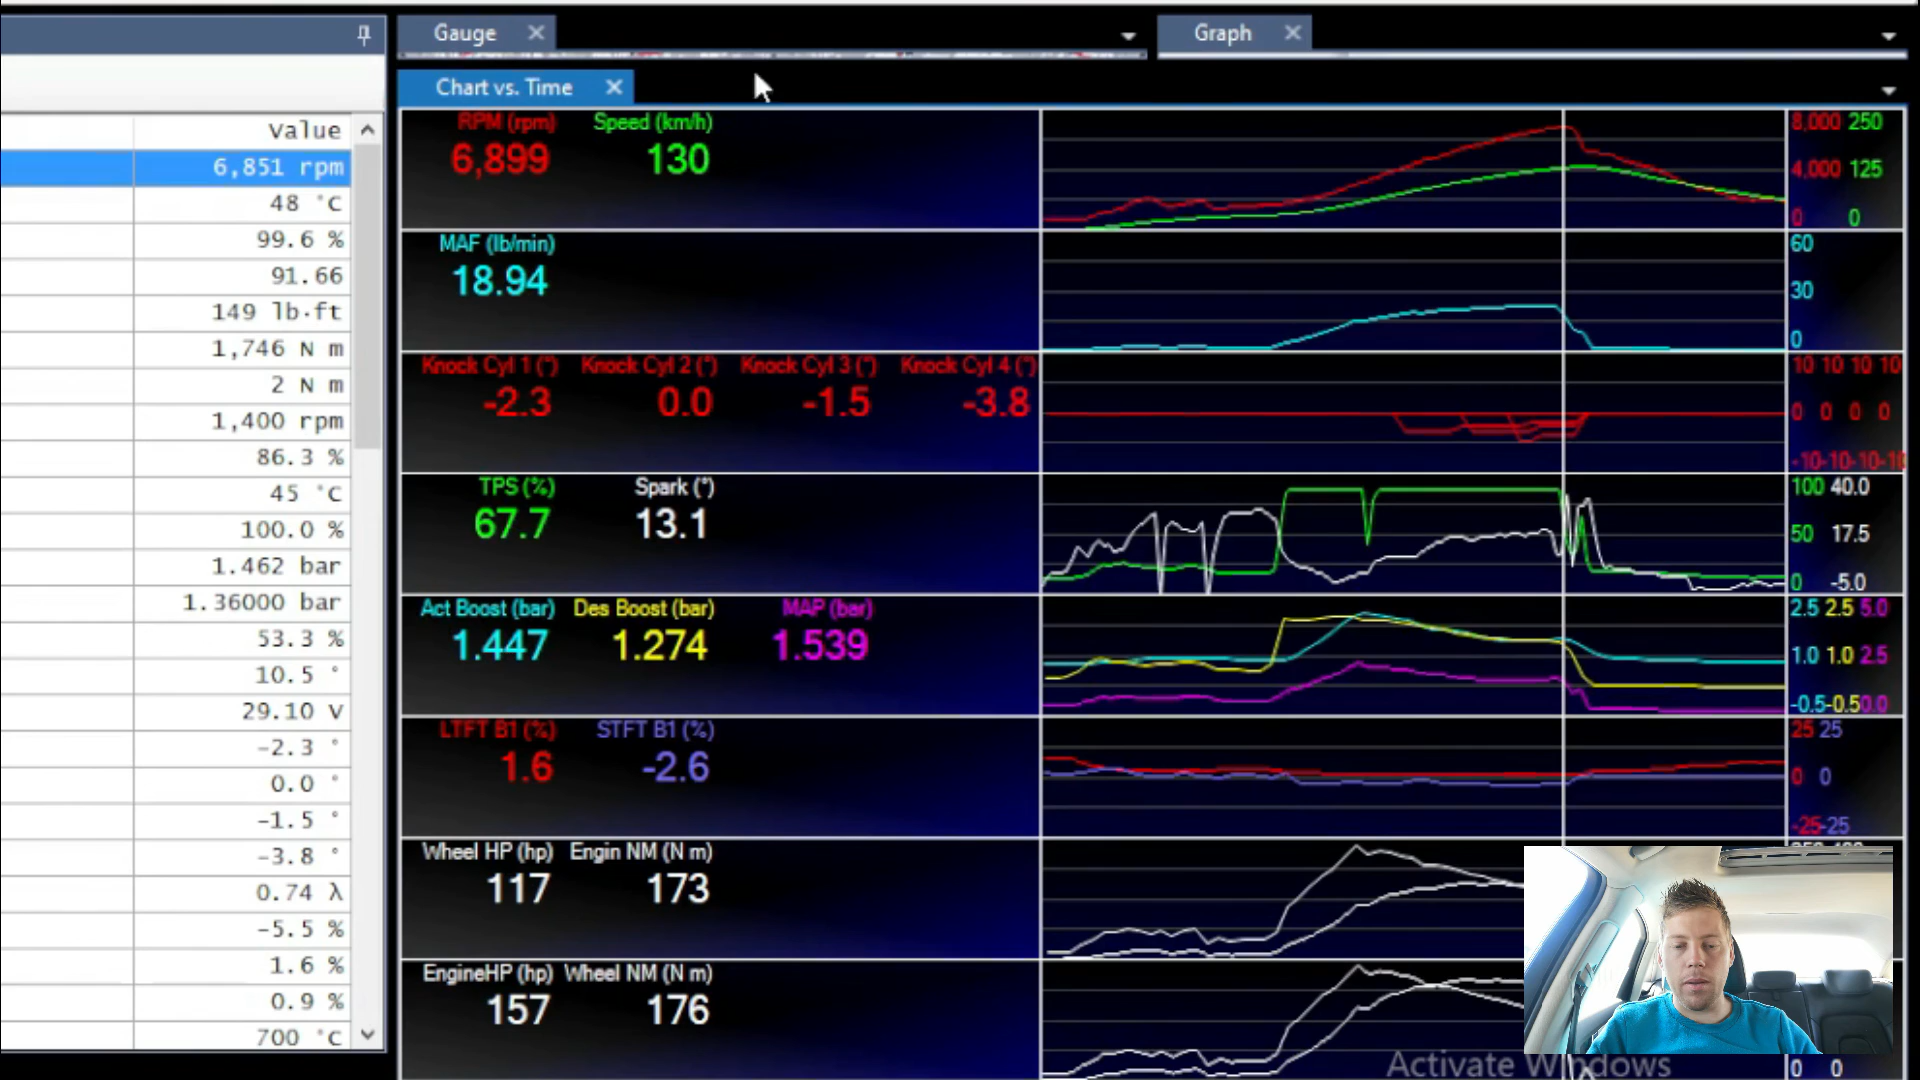 Gauge
Graph
Chart vs. Time
Value
6,851 rpm
48 °C
99.6 %
91.66
149 lb·ft
1,746 N m
2 N m
1,400 rpm
86.3 %
45 °C
100.0 %
1.462 bar
1.36000 bar
53.3 %
10.5 °
29.10 V
-2.3 °
0.0 °
-1.5 °
-3.8 °
0.74 λ
-5.5 %
1.6 %
0.9 %
700 °C
RPM (rpm) Speed (km/h)
6,899 130
8,000 250
4,000 125
0 0
MAF (lb/min)
18.94
60
30
0
Knock Cyl 1 (°) Knock Cyl 2 (°) Knock Cyl 3 (°) Knock Cyl 4 (°)
-2.3 0.0 -1.5 -3.8
10 10 10 10
0 0 0 0
-10-10-10-10
TPS (%) Spark (°)
67.7 13.1
100 40.0
50 17.5
0 -5.0
Act Boost (bar) Des Boost (bar) MAP (bar)
1.447 1.274 1.539
2.5 2.5 5.0
1.0 1.0 2.5
-0.5-0.50.0
LTFT B1 (%) STFT B1 (%)
1.6 -2.6
25 25
0 0
-25-25
Wheel HP (hp) Engin NM (N m)
117 173
EngineHP (hp) Wheel NM (N m)
157 176
0 0
Activate Windows